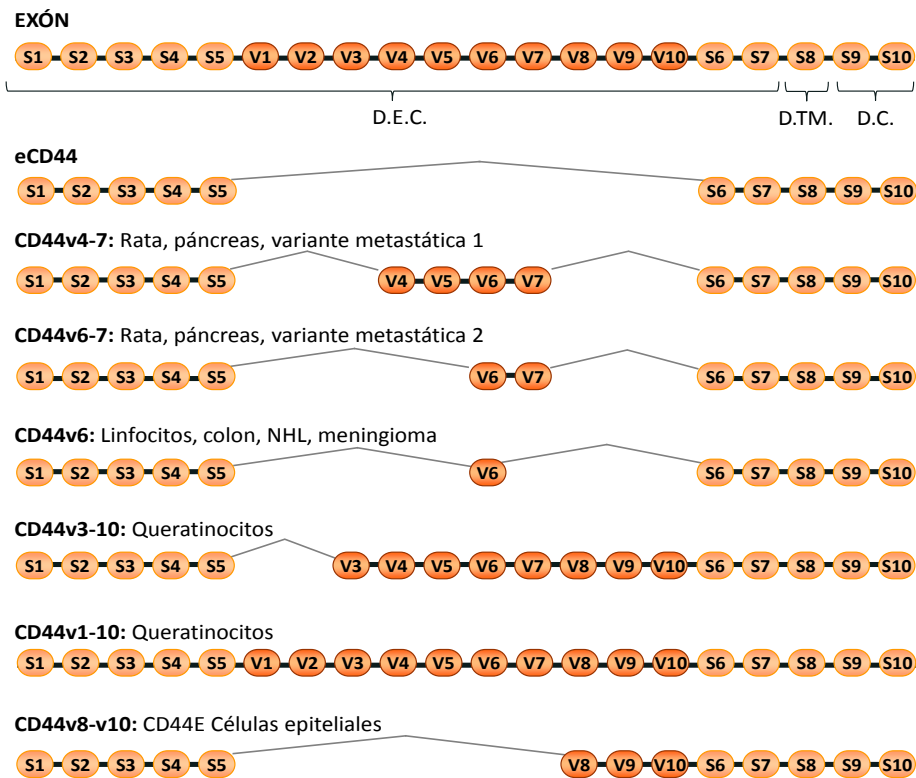 EXÓN
S1 S2 S3 S4 S5 V1 V2 V3 V4 V5 V6 V7 V8 V9 V10 S6 S7 S8 S9 S10
D.E.C. D.TM. D.C.
eCD44
S1 S2 S3 S4 S5 S6 S7 S8 S9 S10
CD44v4-7: Rata, páncreas, variante metastática 1
S1 S2 S3 S4 S5 V4 V5 V6 V7 S6 S7 S8 S9 S10
CD44v6-7: Rata, páncreas, variante metastática 2
S1 S2 S3 S4 S5 V6 V7 S6 S7 S8 S9 S10
CD44v6: Linfocitos, colon, NHL, meningioma
S1 S2 S3 S4 S5 V6 S6 S7 S8 S9 S10
CD44v3-10: Queratinocitos
S1 S2 S3 S4 S5 V3 V4 V5 V6 V7 V8 V9 V10 S6 S7 S8 S9 S10
CD44v1-10: Queratinocitos
S1 S2 S3 S4 S5 V1 V2 V3 V4 V5 V6 V7 V8 V9 V10 S6 S7 S8 S9 S10
CD44v8-v10: CD44E Células epiteliales
S1 S2 S3 S4 S5 V8 V9 V10 S6 S7 S8 S9 S10